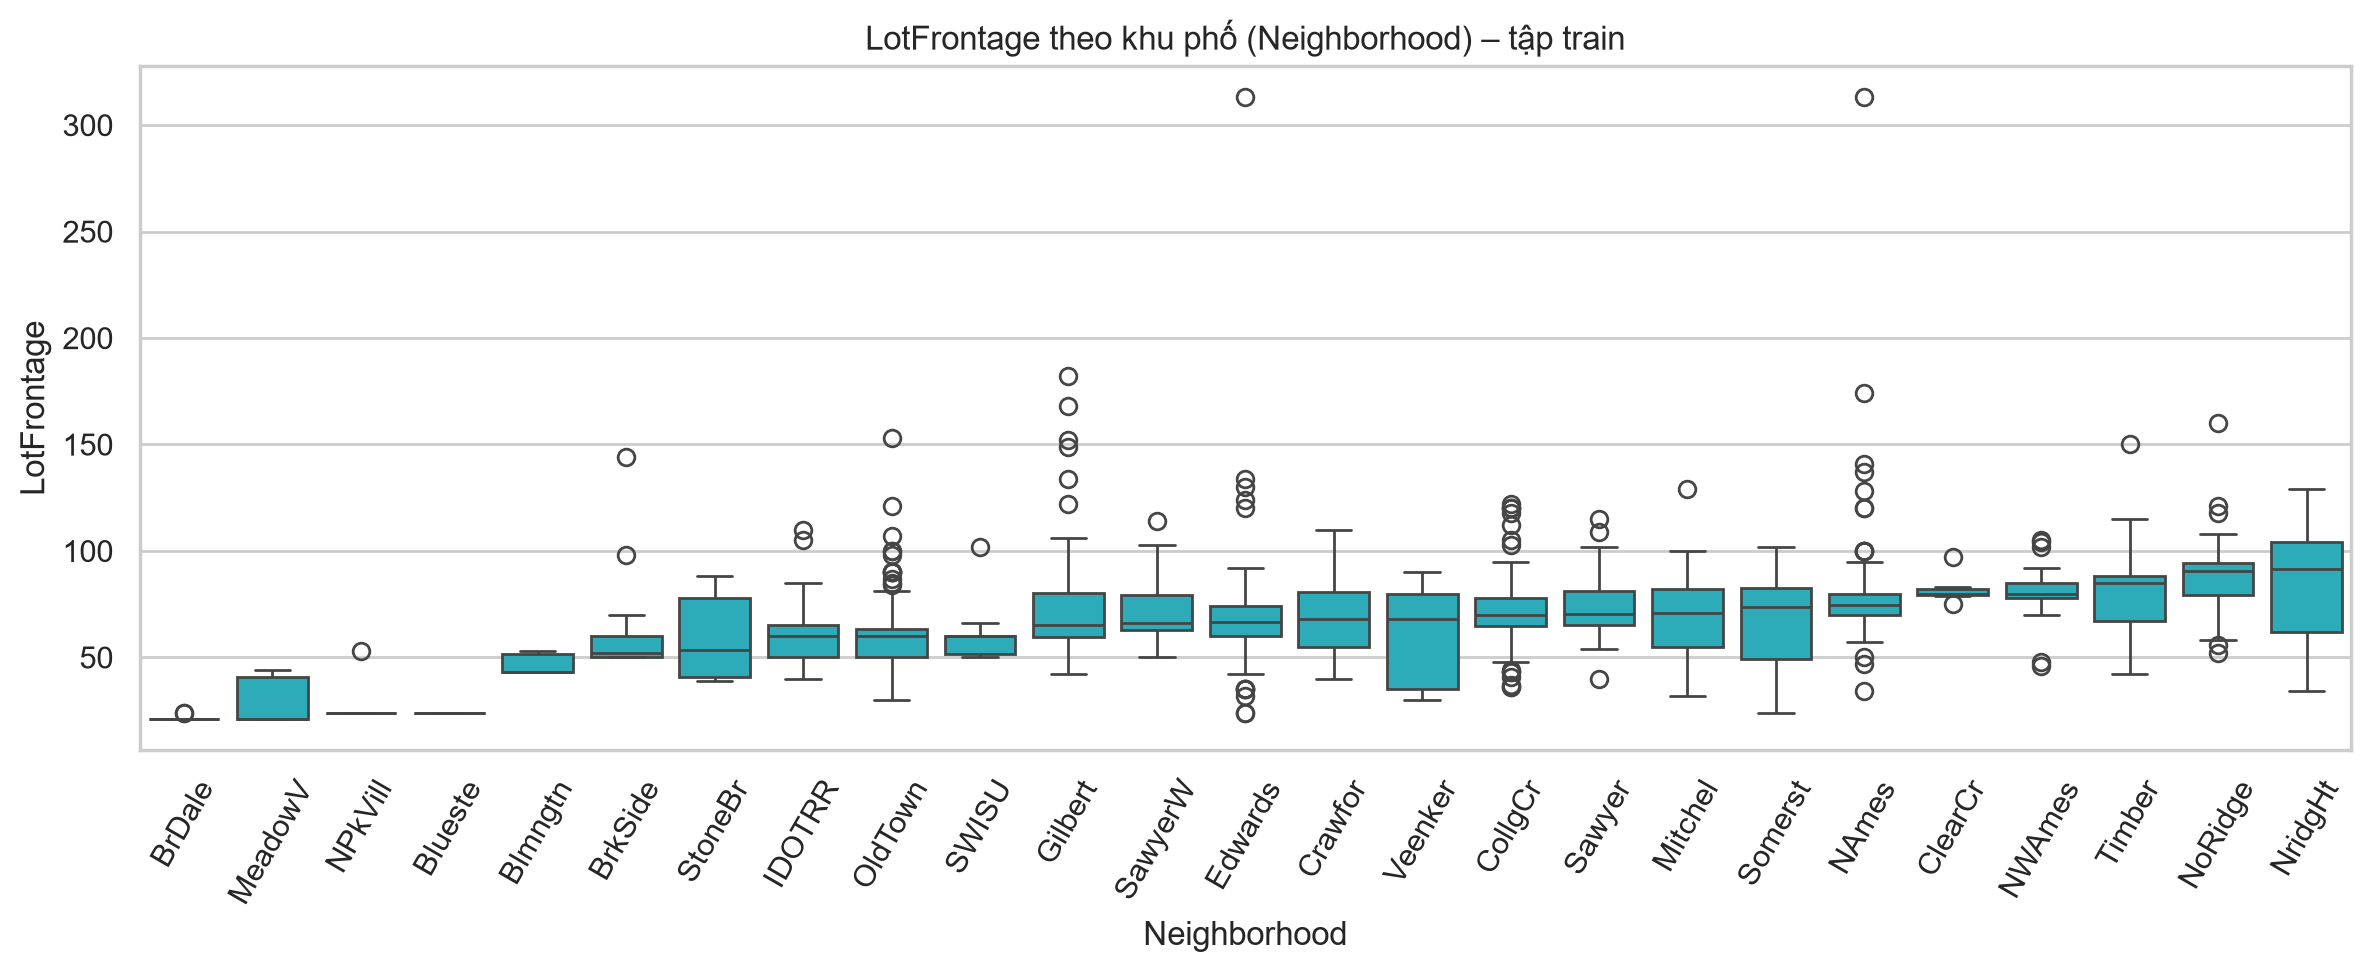 LotFrontage theo khu phố (Neighborhood) – tập train
LotFrontage
300
250
200
150
100
50
BrDale
MeadowV
NPkVill
Blueste
Blmngtn
BrkSide
StoneBr
IDOTRR
OldTown
SWISU
Gilbert
SawyerW
Edwards
Crawfor
Veenker
CollgCr
Sawyer
Mitchel
Somerst
NAmes
ClearCr
NWAmes
Timber
NoRidge
NridgHt
Neighborhood